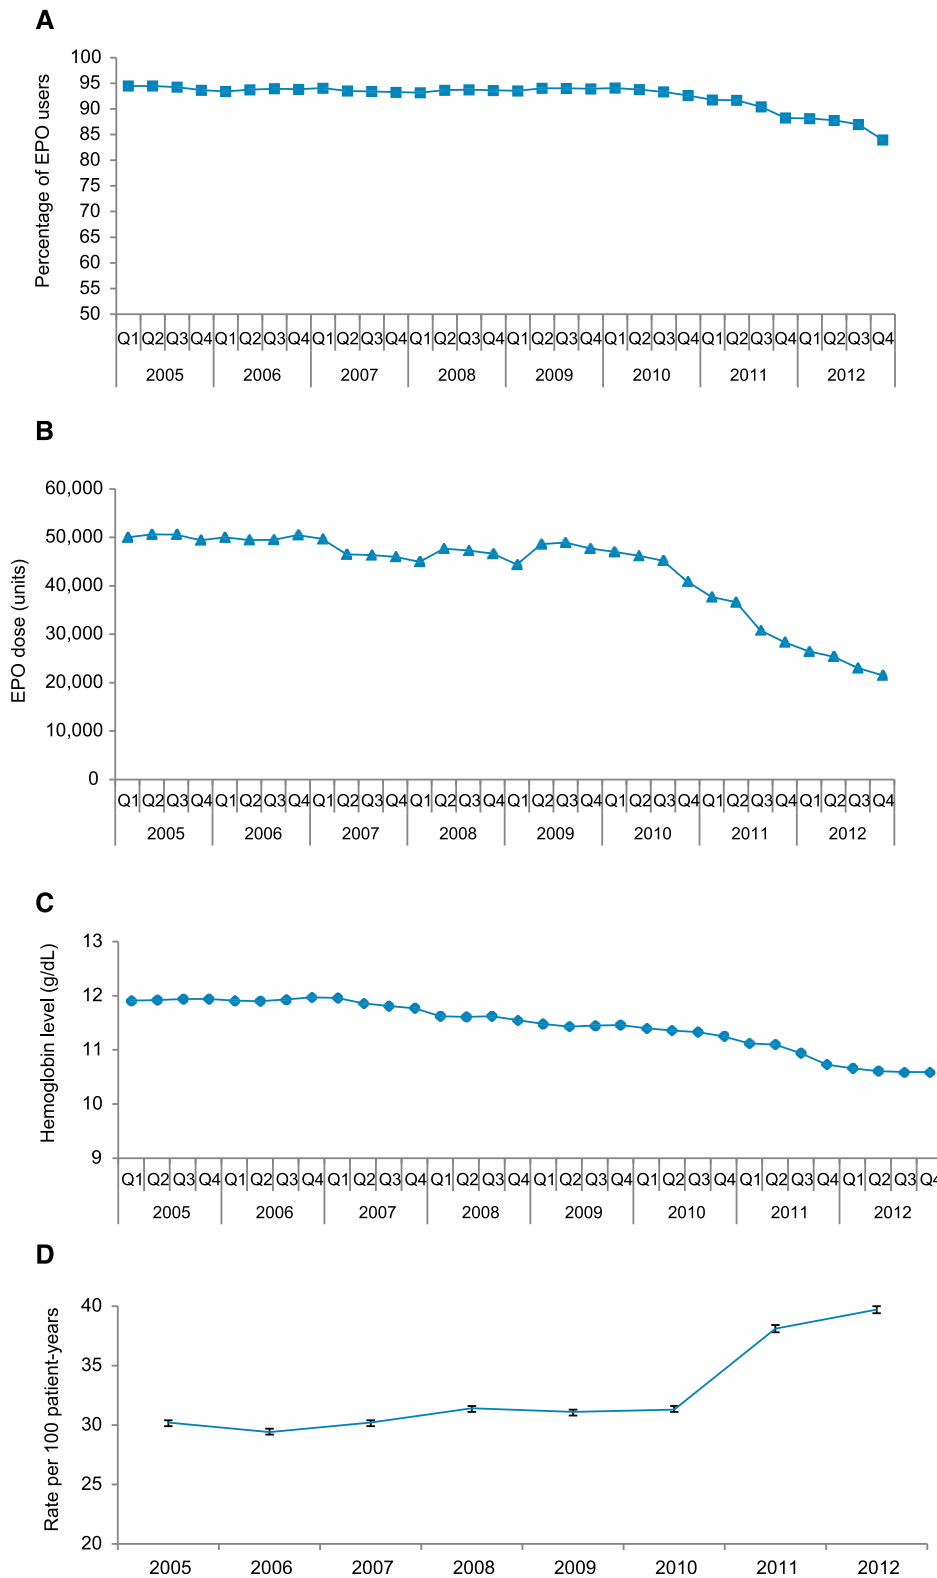 A
Percentage of EPO users
100
95
90
85
80
75
70
65
60
55
50
Q1 Q2 Q3 Q4 Q1 Q2 Q3 Q4 Q1 Q2 Q3 Q4 Q1 Q2 Q3 Q4 Q1 Q2 Q3 Q4 Q1 Q2 Q3 Q4 Q1 Q2 Q3 Q4 Q1 Q2 Q3 Q4
2005 2006 2007 2008 2009 2010 2011 2012
B
EPO dose (units)
60,000
50,000
40,000
30,000
20,000
10,000
0
Q1 Q2 Q3 Q4 Q1 Q2 Q3 Q4 Q1 Q2 Q3 Q4 Q1 Q2 Q3 Q4 Q1 Q2 Q3 Q4 Q1 Q2 Q3 Q4 Q1 Q2 Q3 Q4 Q1 Q2 Q3 Q4
2005 2006 2007 2008 2009 2010 2011 2012
C
Hemoglobin level (g/dL)
13
12
11
10
9
Q1 Q2 Q3 Q4 Q1 Q2 Q3 Q4 Q1 Q2 Q3 Q4 Q1 Q2 Q3 Q4 Q1 Q2 Q3 Q4 Q1 Q2 Q3 Q4 Q1 Q2 Q3 Q4 Q1 Q2 Q3 Q4
2005 2006 2007 2008 2009 2010 2011 2012
D
Rate per 100 patient-years
40
35
30
25
20
2005 2006 2007 2008 2009 2010 2011 2012